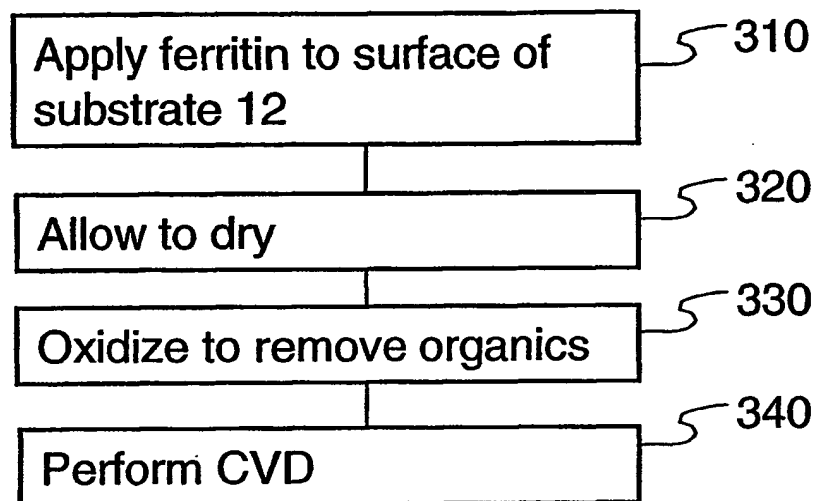 Apply ferritin to surface of
substrate 12
310
Allow to dry
320
Oxidize to remove organics
330
Perform CVD
340